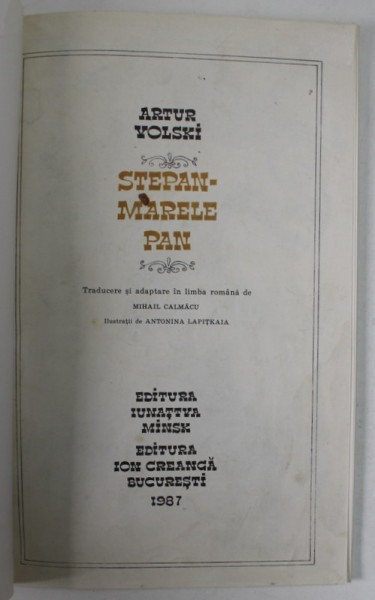 ARTUR
VOLSKI
STEPAN-
MARELE
PAN
Traducere și adaptare în limba română de
MIHAIL CALMÂCU
Ilustrații de ANTONINA LAPIȚKAIA
EDITURA
IUNAȚTVA
MINSK
EDITURA
ION CREANGĂ
BUCUREȘTI
1987